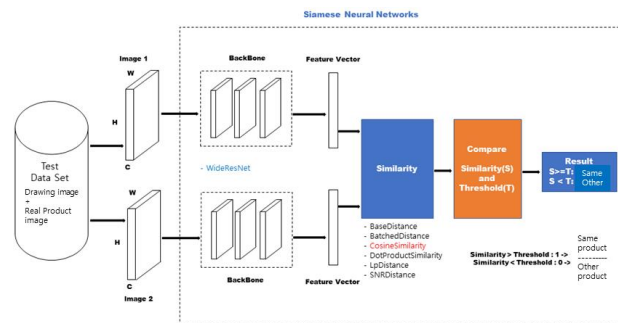 Siamese Neural Networks
Image 1
W
H
C
BackBone
Feature Vector
Test
Data Set
Drawing Image
+
Real Product
image
- WideResNet
W
H
C
Image 2
BackBone
Feature Vector
Similarity
- BaseDistance
- BatchedDistance
- CosineSimilarity
- DotProductSimilarity
- LpDistance
- SNRDistance
Compare
Similarity(S)
and
Threshold(T)
Result
S>=T: Same
S < T: Other
Similarity > Threshold : 1 -> Same product
----------
Similarity < Threshold : 0 -> Other product